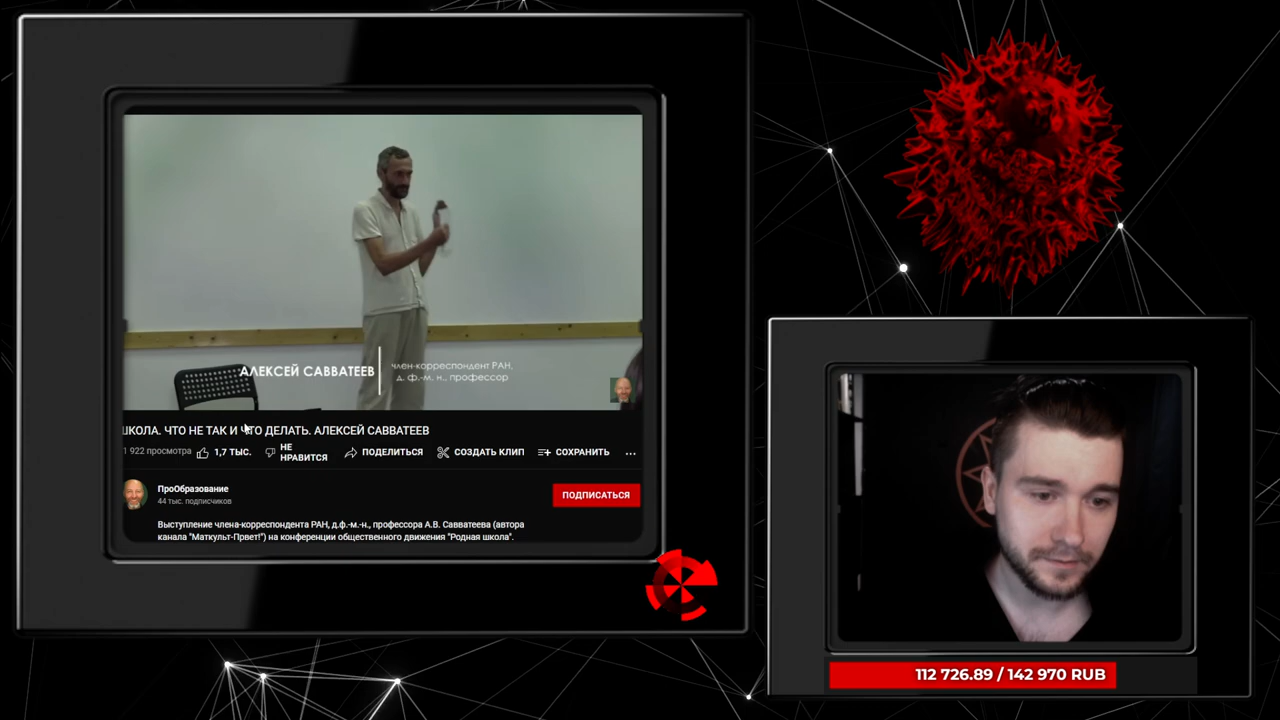 АЛЕКСЕЙ САВВАТЕЕВ
член-корреспондент РАН,
д. ф.-м. н., профессор
ШКОЛА. ЧТО НЕ ТАК И ЧТО ДЕЛАТЬ. АЛЕКСЕЙ САВВАТЕЕВ
1 922 просмотра
1,7 ТЫС.
НЕ
НРАВИТСЯ
ПОДЕЛИТЬСЯ
СОЗДАТЬ КЛИП
СОХРАНИТЬ
ПроОбразование
44 тыс. подписчиков
ПОДПИСАТЬСЯ
Выступление члена-корреспондента РАН, д.ф.-м.-н., профессора А.В. Савватеева (автора
канала "Маткульт-Првет!") на конференции общественного движения "Родная школа".
112 726.89 / 142 970 RUB